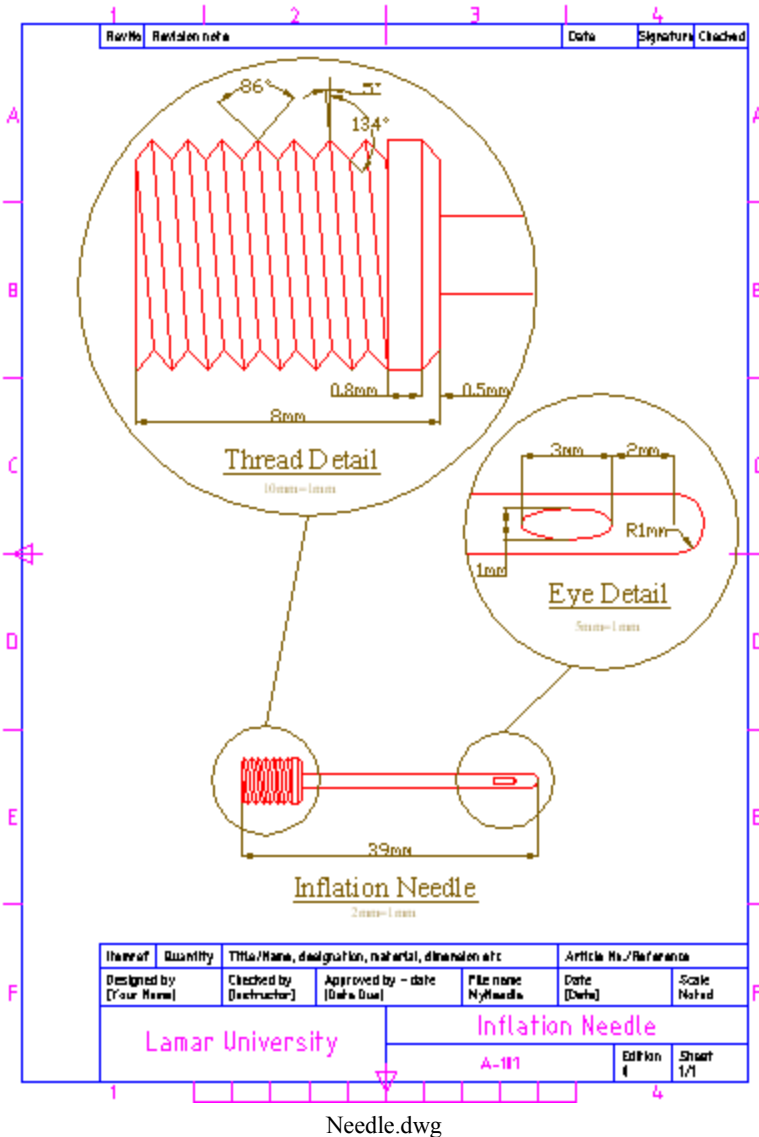 1 2 3 4
Rev No Revision note Date Signature Checked
A A
86° 5°
134°
B B
0.8mm 0.5mm
8mm
C C
Thread Detail
10mm=1mm
3mm 2mm
R1mm
1mm
Eye Detail
5mm=1mm
D D
E E
39mm
Inflation Needle
2mm=1mm
Itemref Quantity Title/Name, designation, material, dimension etc Article No./Reference
Designed by Checked by Approved by - date File name Date Scale
[Your Name] [Instructor] [Date Due] MyNeedle [Date] Noted
F F
Lamar University Inflation Needle
A-101 Edition Sheet
1/1
1 4
Needle.dwg